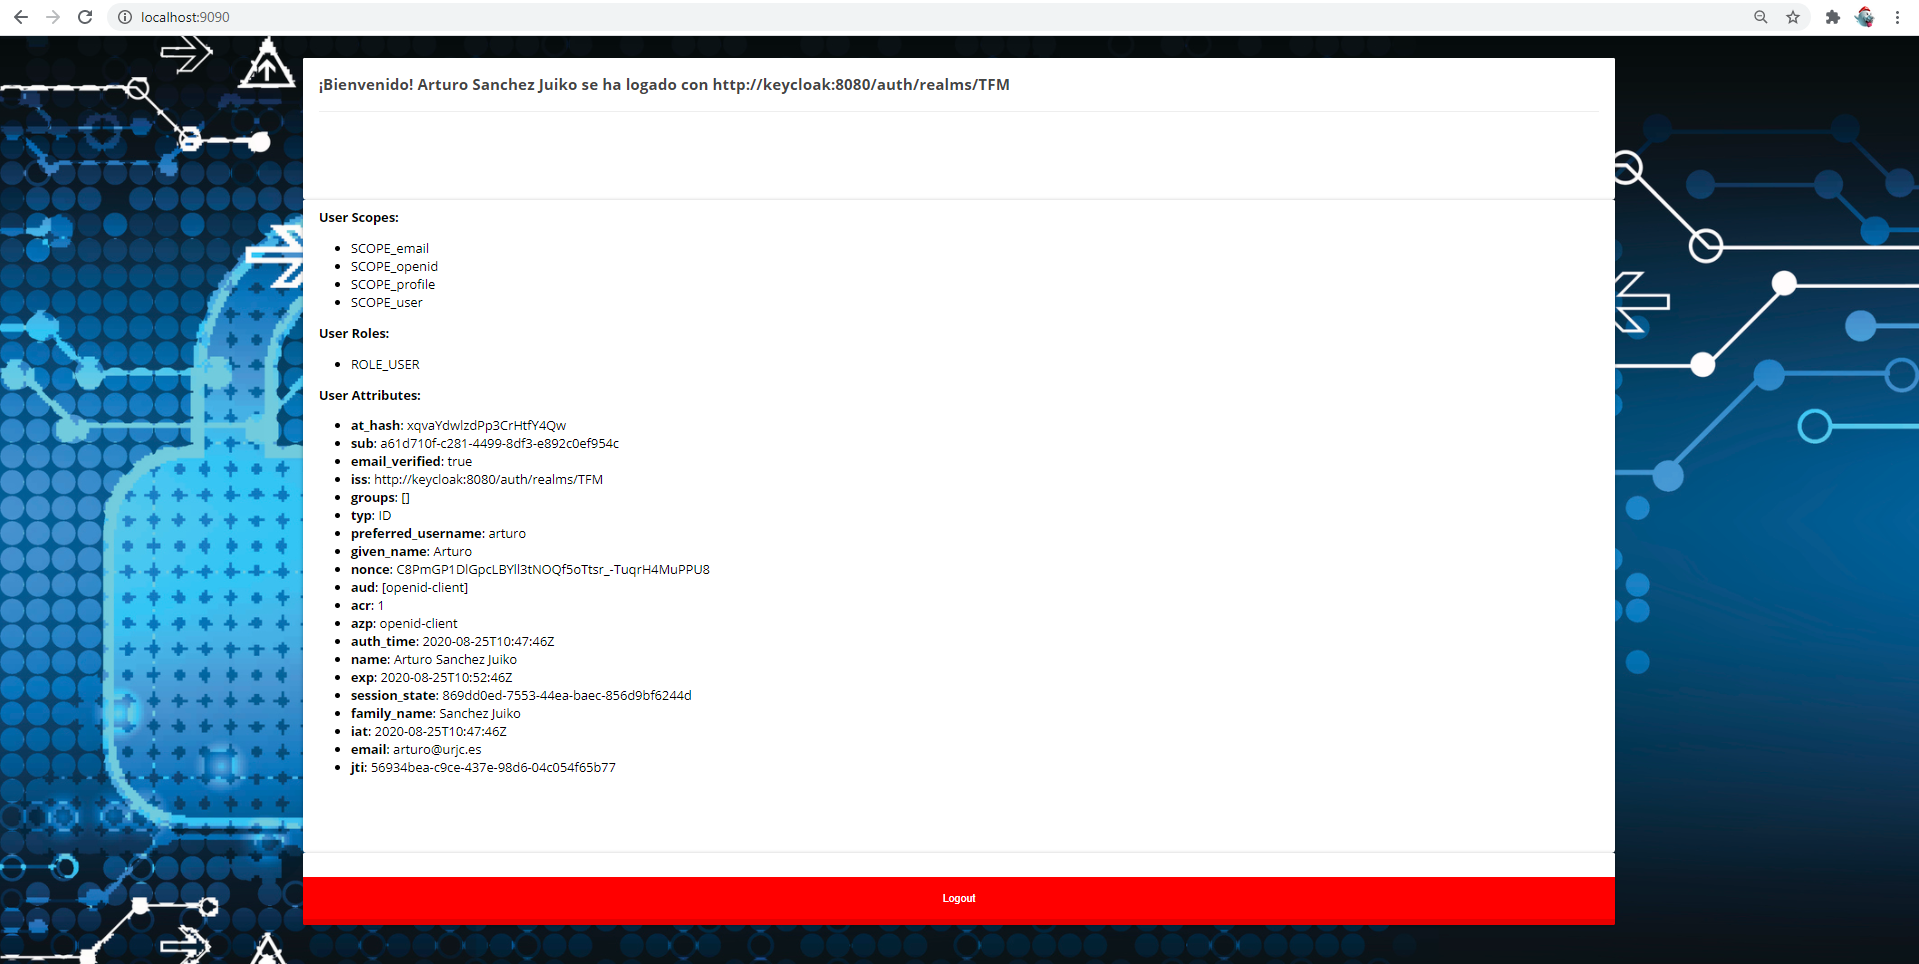 localhost:9090
¡Bienvenido! Arturo Sanchez Juiko se ha logado con http://keycloak:8080/auth/realms/TFM
User Scopes:
SCOPE_email
SCOPE_openid
SCOPE_profile
SCOPE_user
User Roles:
ROLE_USER
User Attributes:
at_hash: xqvaYdwIzdPp3CrHtfY4Qw
sub: a61d710f-c281-4499-8df3-e892c0ef954c
email_verified: true
iss: http://keycloak:8080/auth/realms/TFM
groups: []
typ: ID
preferred_username: arturo
given_name: Arturo
nonce: C8PmGP1DlGpcLBYll3tNOQf5oTtsr_-TuqrH4MuPPU8
aud: [openid-client]
acr: 1
azp: openid-client
auth_time: 2020-08-25T10:47:46Z
name: Arturo Sanchez Juiko
exp: 2020-08-25T10:52:46Z
session_state: 869dd0ed-7553-44ea-baec-856d9bf6244d
family_name: Sanchez Juiko
iat: 2020-08-25T10:47:46Z
email: arturo@urjc.es
jti: 56934bea-c9ce-437e-98d6-04c054f65b77
Logout